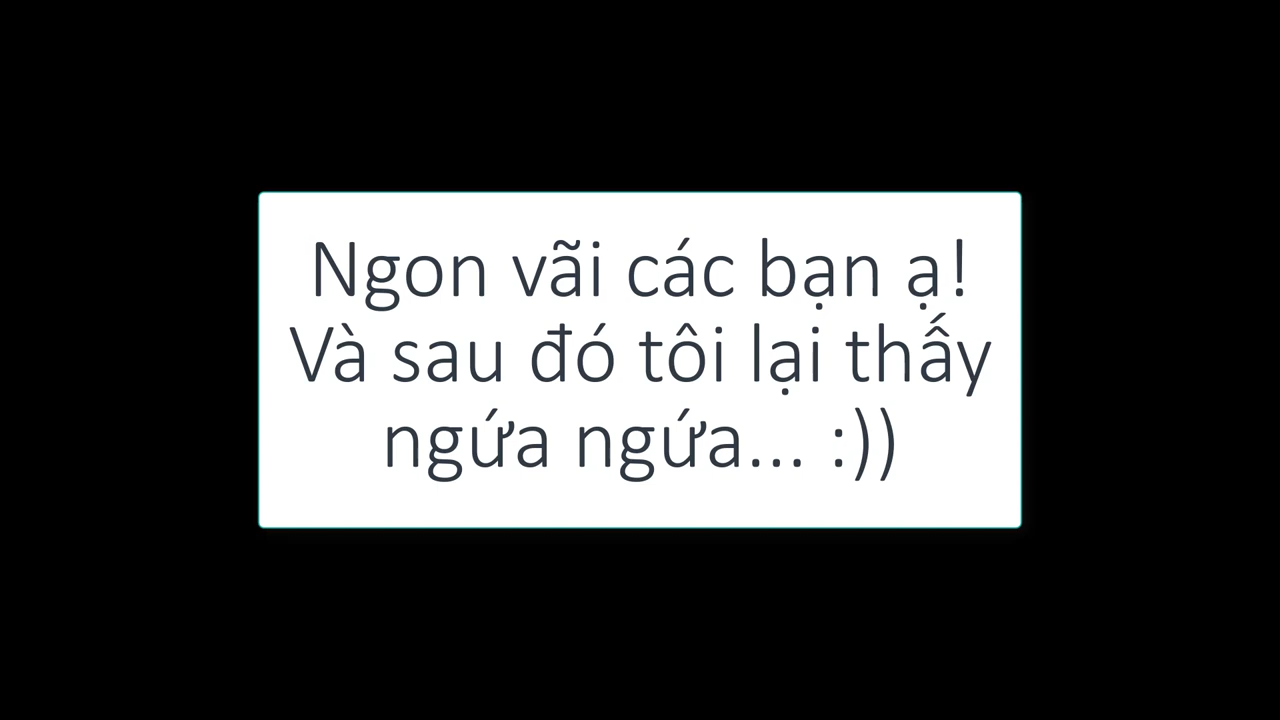 Ngon vãi các bạn ạ!
Và sau đó tôi lại thấy
ngứa ngứa... :))